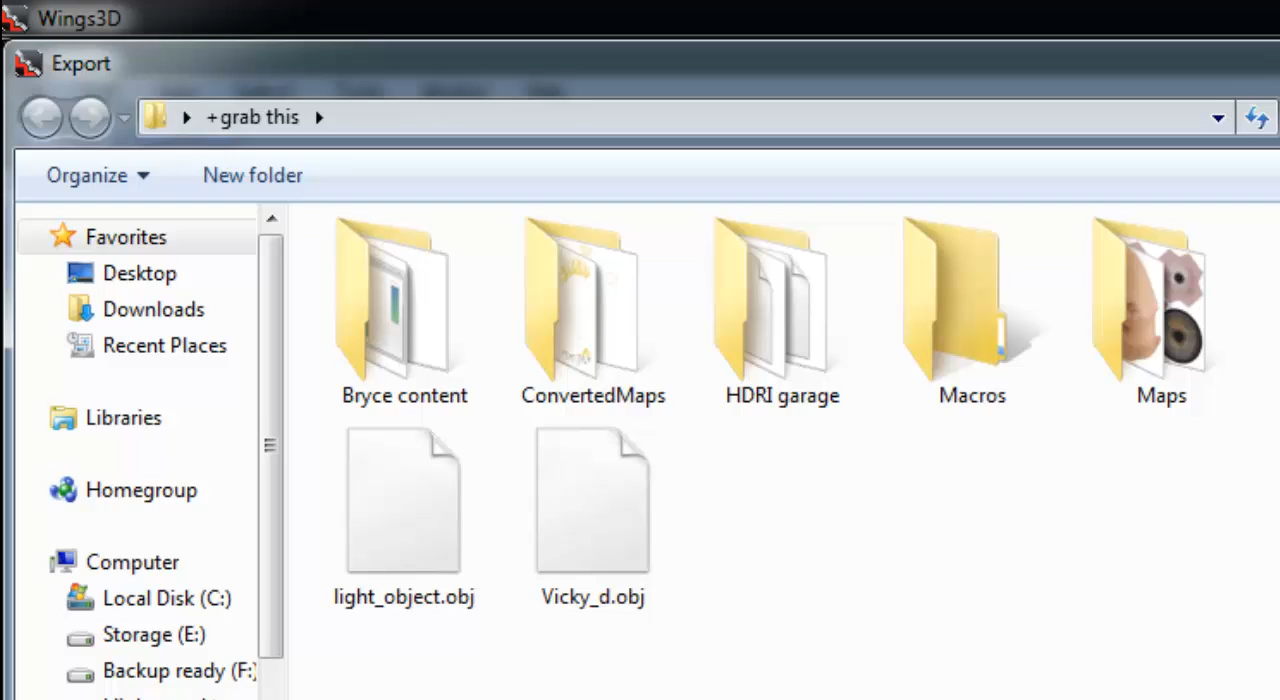 Wings3D
Export
+grab this
Organize
New folder
Favorites
Desktop
Downloads
Recent Places
Libraries
Homegroup
Computer
Local Disk (C:)
Storage (E:)
Backup ready (F:)
Bryce content
ConvertedMaps
HDRI garage
Macros
Maps
light_object.obj
Vicky_d.obj